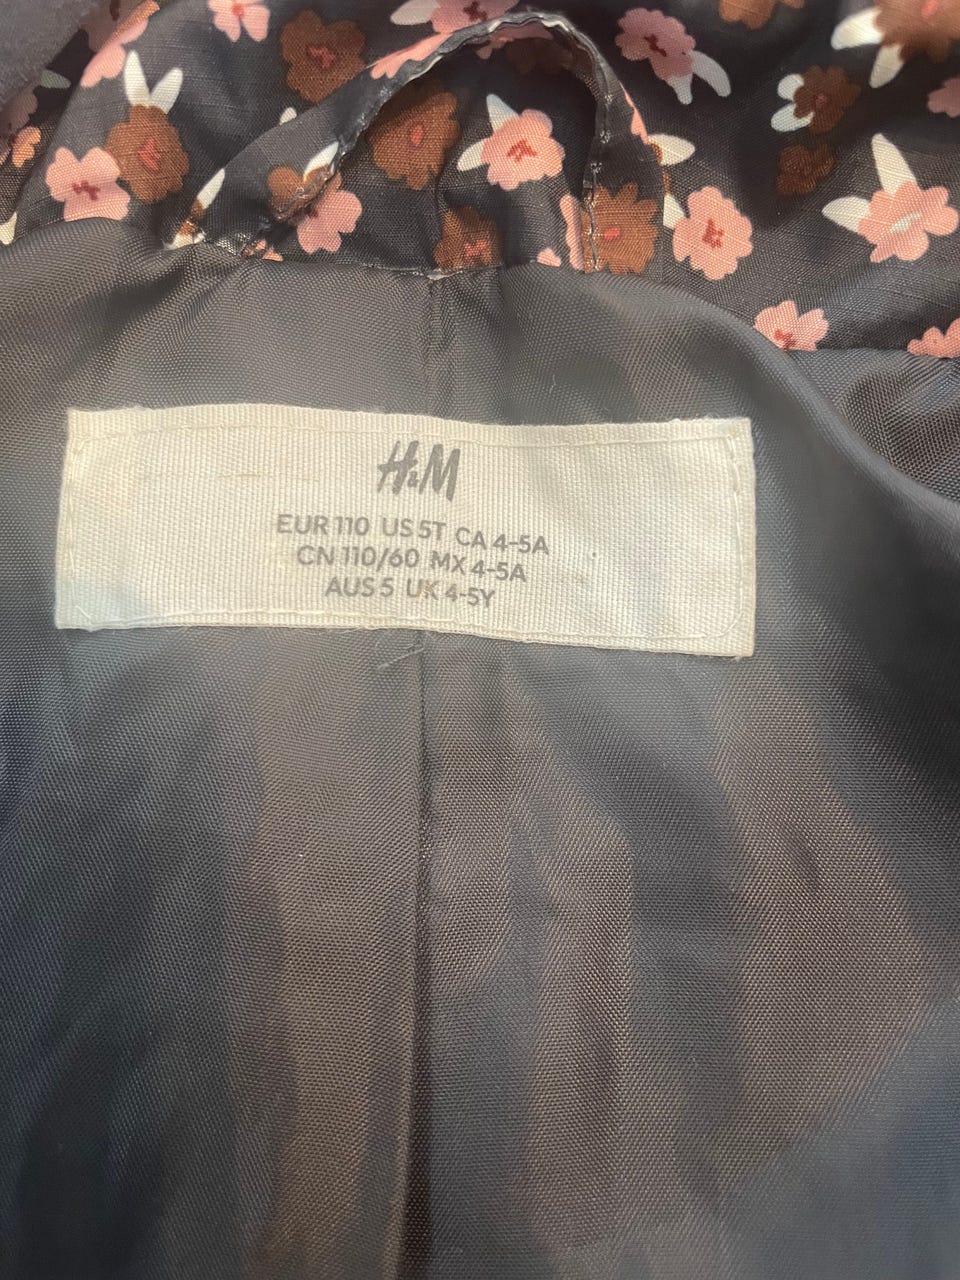 H&M
EUR 110 US 5T CA 4-5A
CN 110/60 MX 4-5A
AUS 5 UK 4-5Y